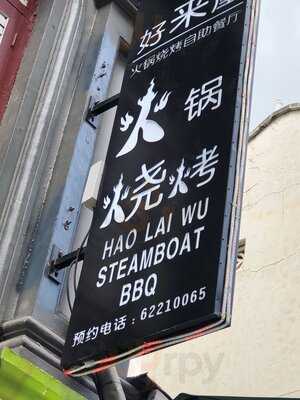 好来屋
火锅烧烤自助餐厅
火锅
烧烤
HAO LAI WU
STEAMBOAT
BBQ
预约电话：62210065